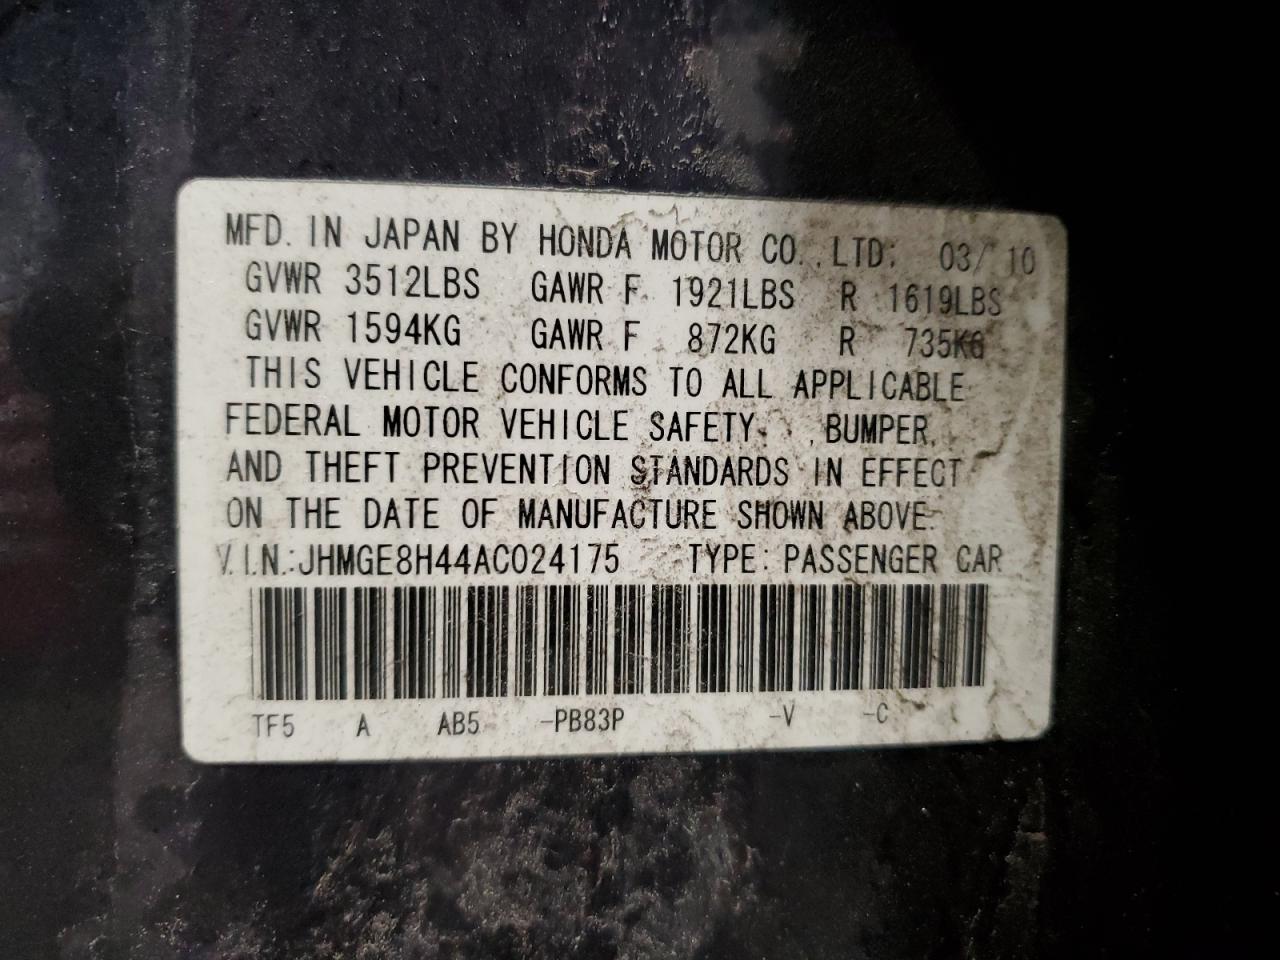 MFD. IN JAPAN BY HONDA MOTOR CO., LTD. 03/ 10
GVWR 3512LBS GAWR F 1921LBS R 1619LBS
GVWR 1594KG GAWR F 872KG R 735KG
THIS VEHICLE CONFORMS TO ALL APPLICABLE
FEDERAL MOTOR VEHICLE SAFETY, BUMPER,
AND THEFT PREVENTION STANDARDS IN EFFECT
ON THE DATE OF MANUFACTURE SHOWN ABOVE.
V.I.N.:JHMGE8H44AC024175 TYPE: PASSENGER CAR
TF5 A AB5 -PB83P -V -C